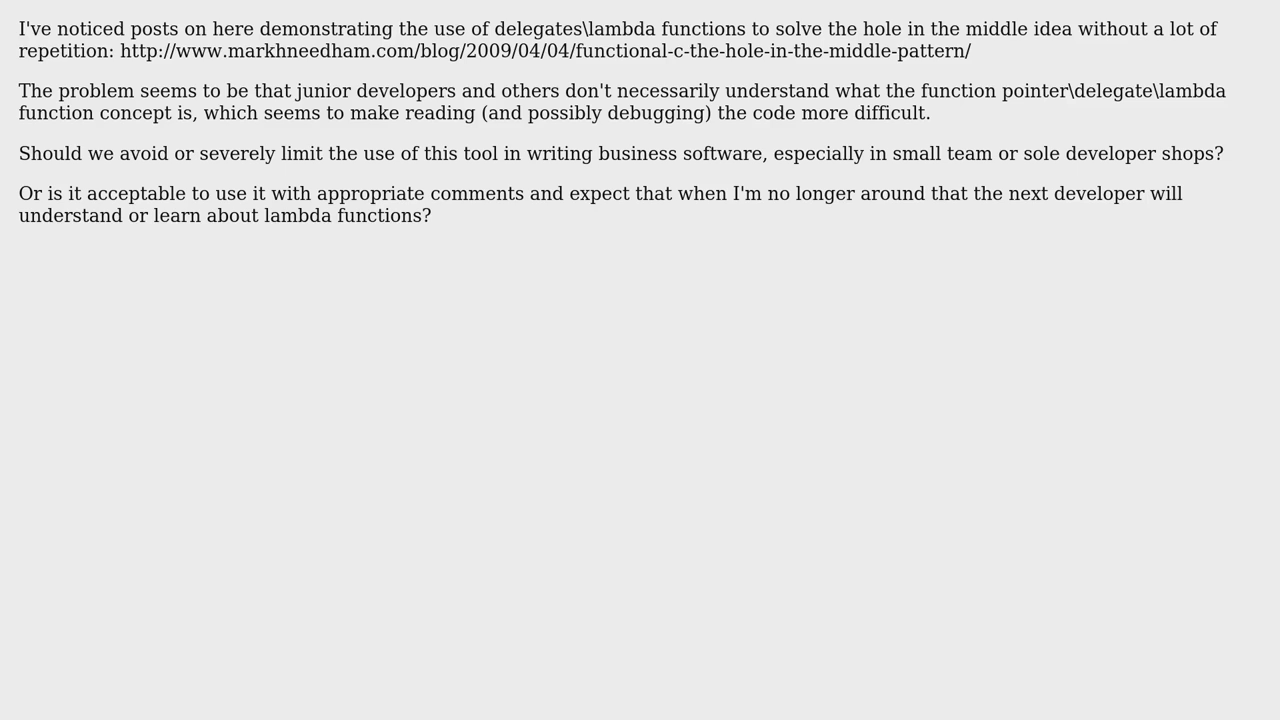 I've noticed posts on here demonstrating the use of delegates\lambda functions to solve the hole in the middle idea without a lot of
repetition: http://www.markhneedham.com/blog/2009/04/04/functional-c-the-hole-in-the-middle-pattern/
The problem seems to be that junior developers and others don't necessarily understand what the function pointer\delegate\lambda
function concept is, which seems to make reading (and possibly debugging) the code more difficult.
Should we avoid or severely limit the use of this tool in writing business software, especially in small team or sole developer shops?
Or is it acceptable to use it with appropriate comments and expect that when I'm no longer around that the next developer will
understand or learn about lambda functions?